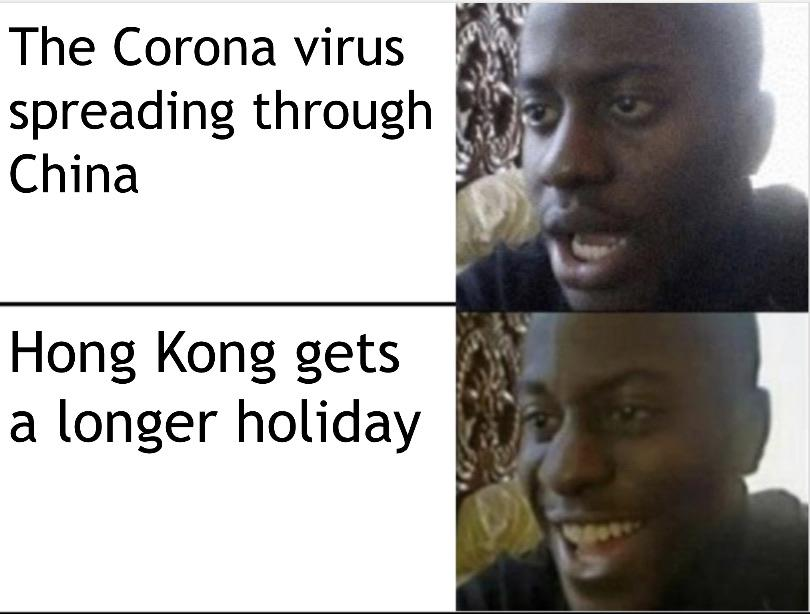 The Corona virus
spreading through
China
Hong Kong gets
a longer holiday